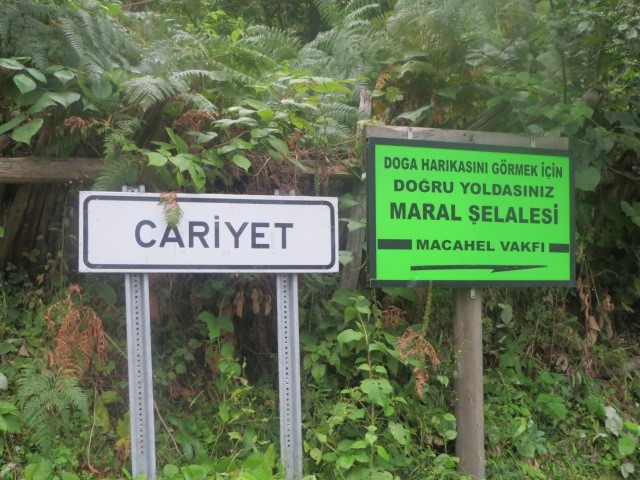 CARİYET
DOGA HARIKASINI GÖRMEK İÇİN
DOĞRU YOLDASINIZ
MARAL ŞELALESİ
MACAHEL VAKFI